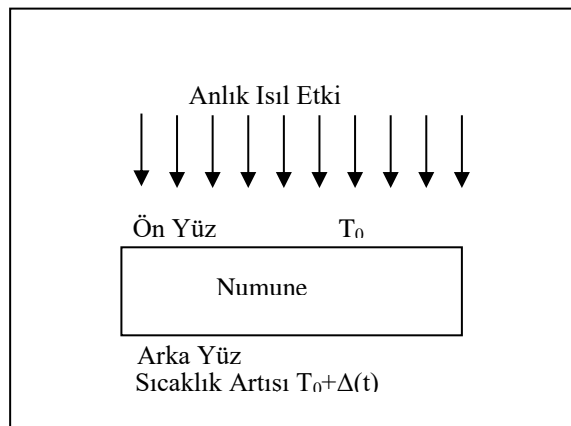 Anlık Isıl Etki
Ön Yüz T₀
Numune
Arka Yüz
Sıcaklık Artısı T₀+Δ(t)